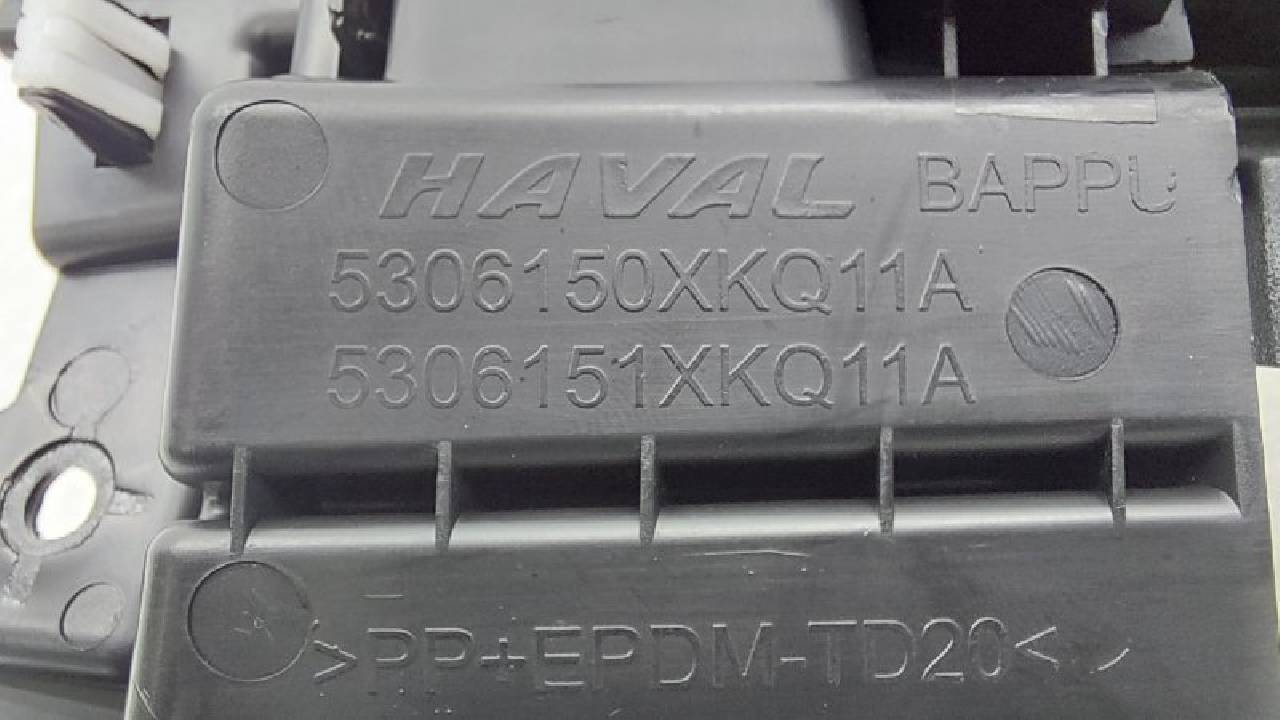 HAVAL BAPPU
5306150XKQ11A
5306151XKQ11A
>PP+EPDM-TD20<